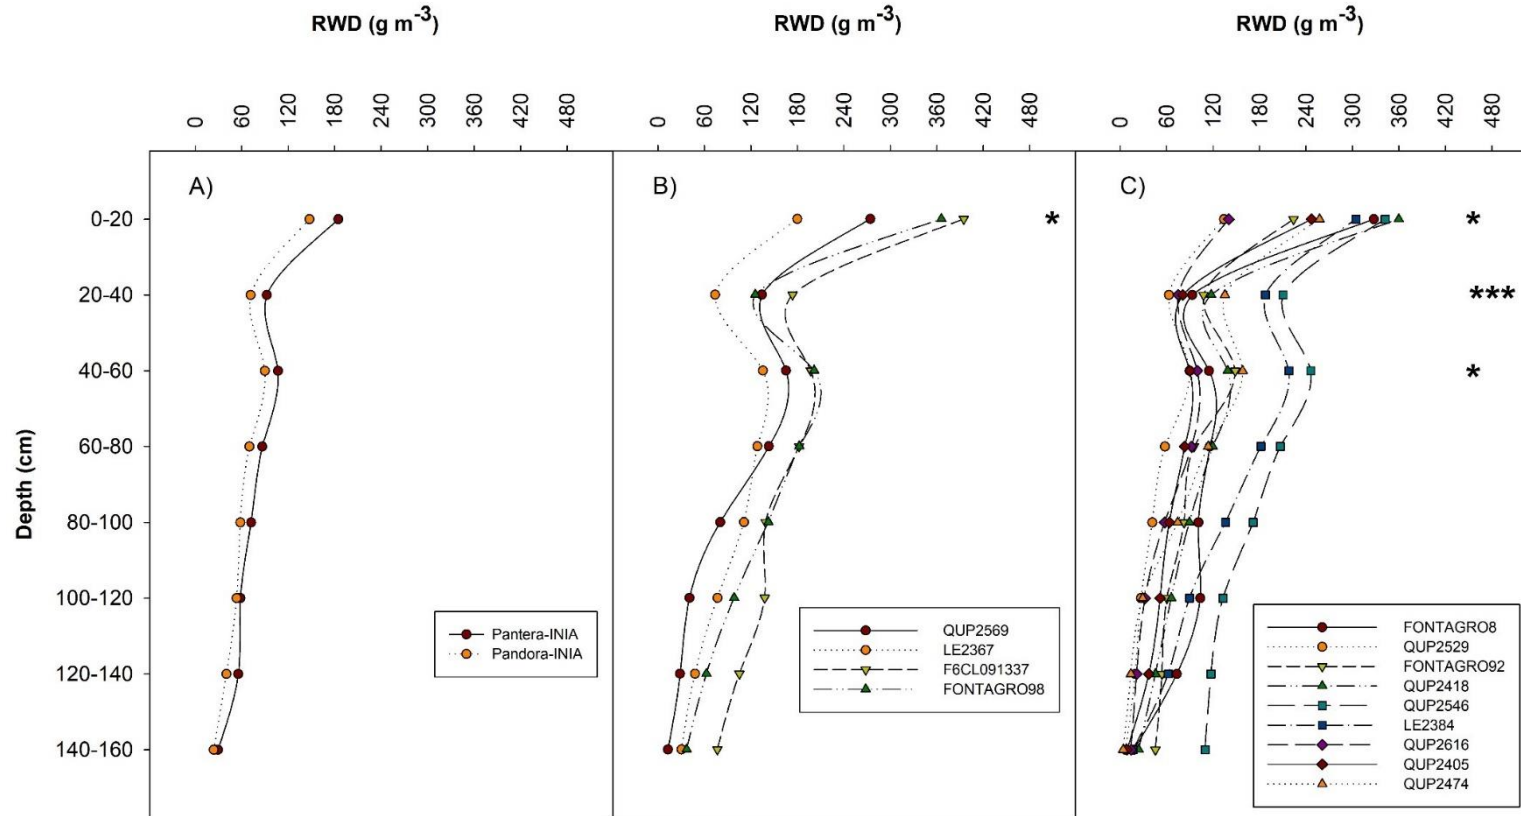 RWD (g m-3) RWD (g m-3) RWD (g m-3)
0 60 120 180 240 300 360 420 480 0 60 120 180 240 300 360 420 480 0 60 120 180 240 300 360 420 480
A) B) C)
0-20 * *
20-40 ***
40-60 *
60-80
Depth (cm)
80-100
100-120
120-140
140-160
Pantera-INIA
Pandora-INIA
QUP2569
LE2367
F6CL091337
FONTAGRO98
FONTAGRO8
QUP2529
FONTAGRO92
QUP2418
QUP2546
LE2384
QUP2616
QUP2405
QUP2474